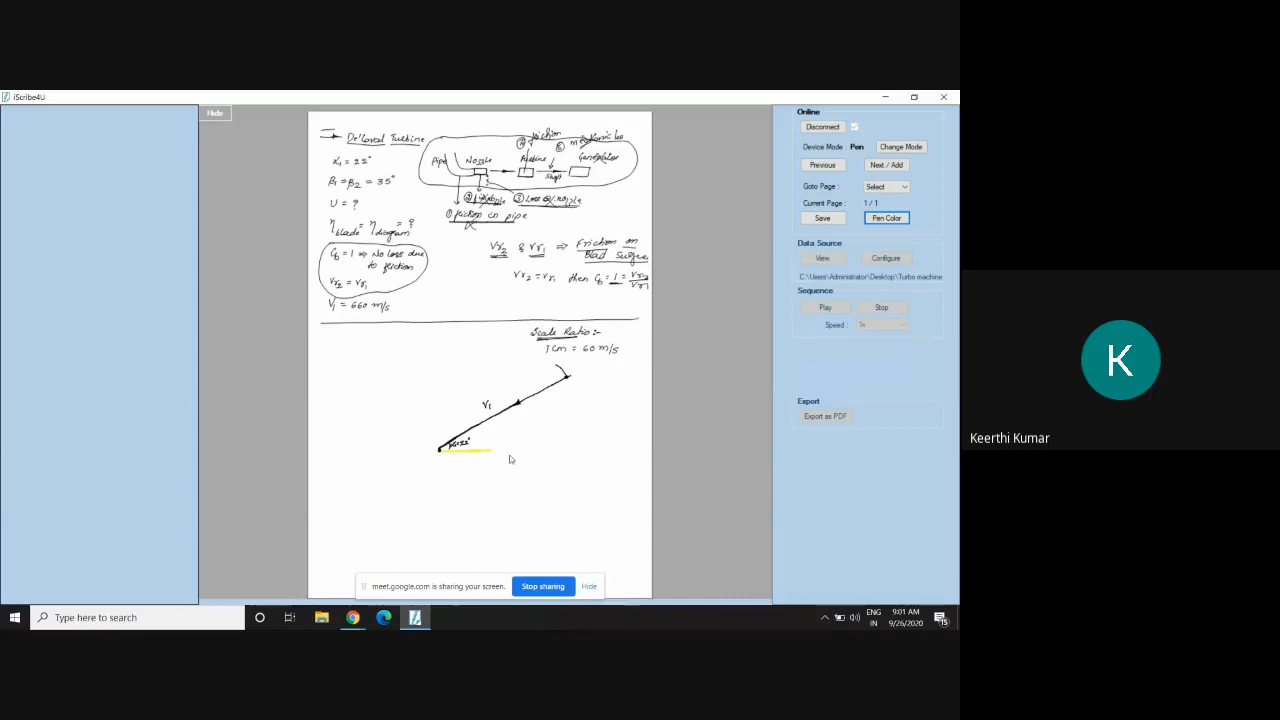 iScribe4U
Hide
De'Laval Turbine
α1 = 22°
β1 = β2 = 35°
U = ?
ηblade = ηdiagram = ?
Cb = 1 ⇒ No Loss due
to friction
Vr2 = Vr1
V1 = 660 m/s
Pipe
Nozzle
Turbine
Shaft
Generator
friction
① friction in pipe
③ Loss @ nozzle
Vr2 & Vr1 ⇒ Friction on
Blad surface
Vr2 = Vr1 then Cb = 1 = Vr2/Vr1
Scale Ratio:-
1 cm = 60 m/s
V1
α1=22°
Online
Disconnect
Device Mode : Pen
Change Mode
Previous
Next / Add
Goto Page :
Select
Current Page :
1 / 1
Save
Pen Color
Data Source
View
Configure
C:\Users\Administrator\Desktop\Turbo machine
Sequence
Play
Stop
Speed :
1x
Export
Export as PDF
K
Keerthi Kumar
meet.google.com is sharing your screen.
Stop sharing
Hide
Type here to search
ENG
IN
9:01 AM
9/26/2020
15